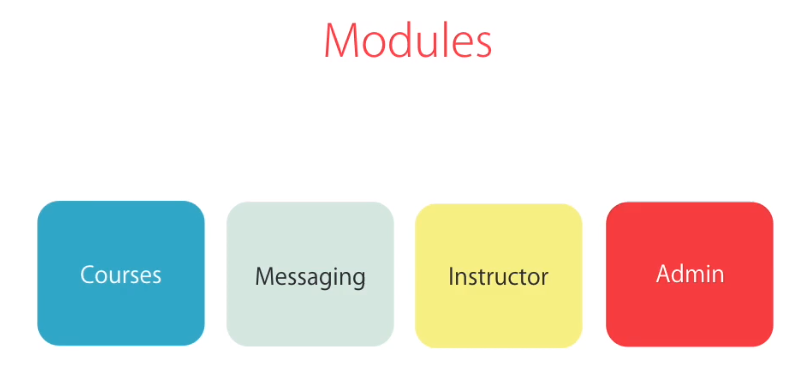 Modules
Courses
Messaging
Instructor
Admin